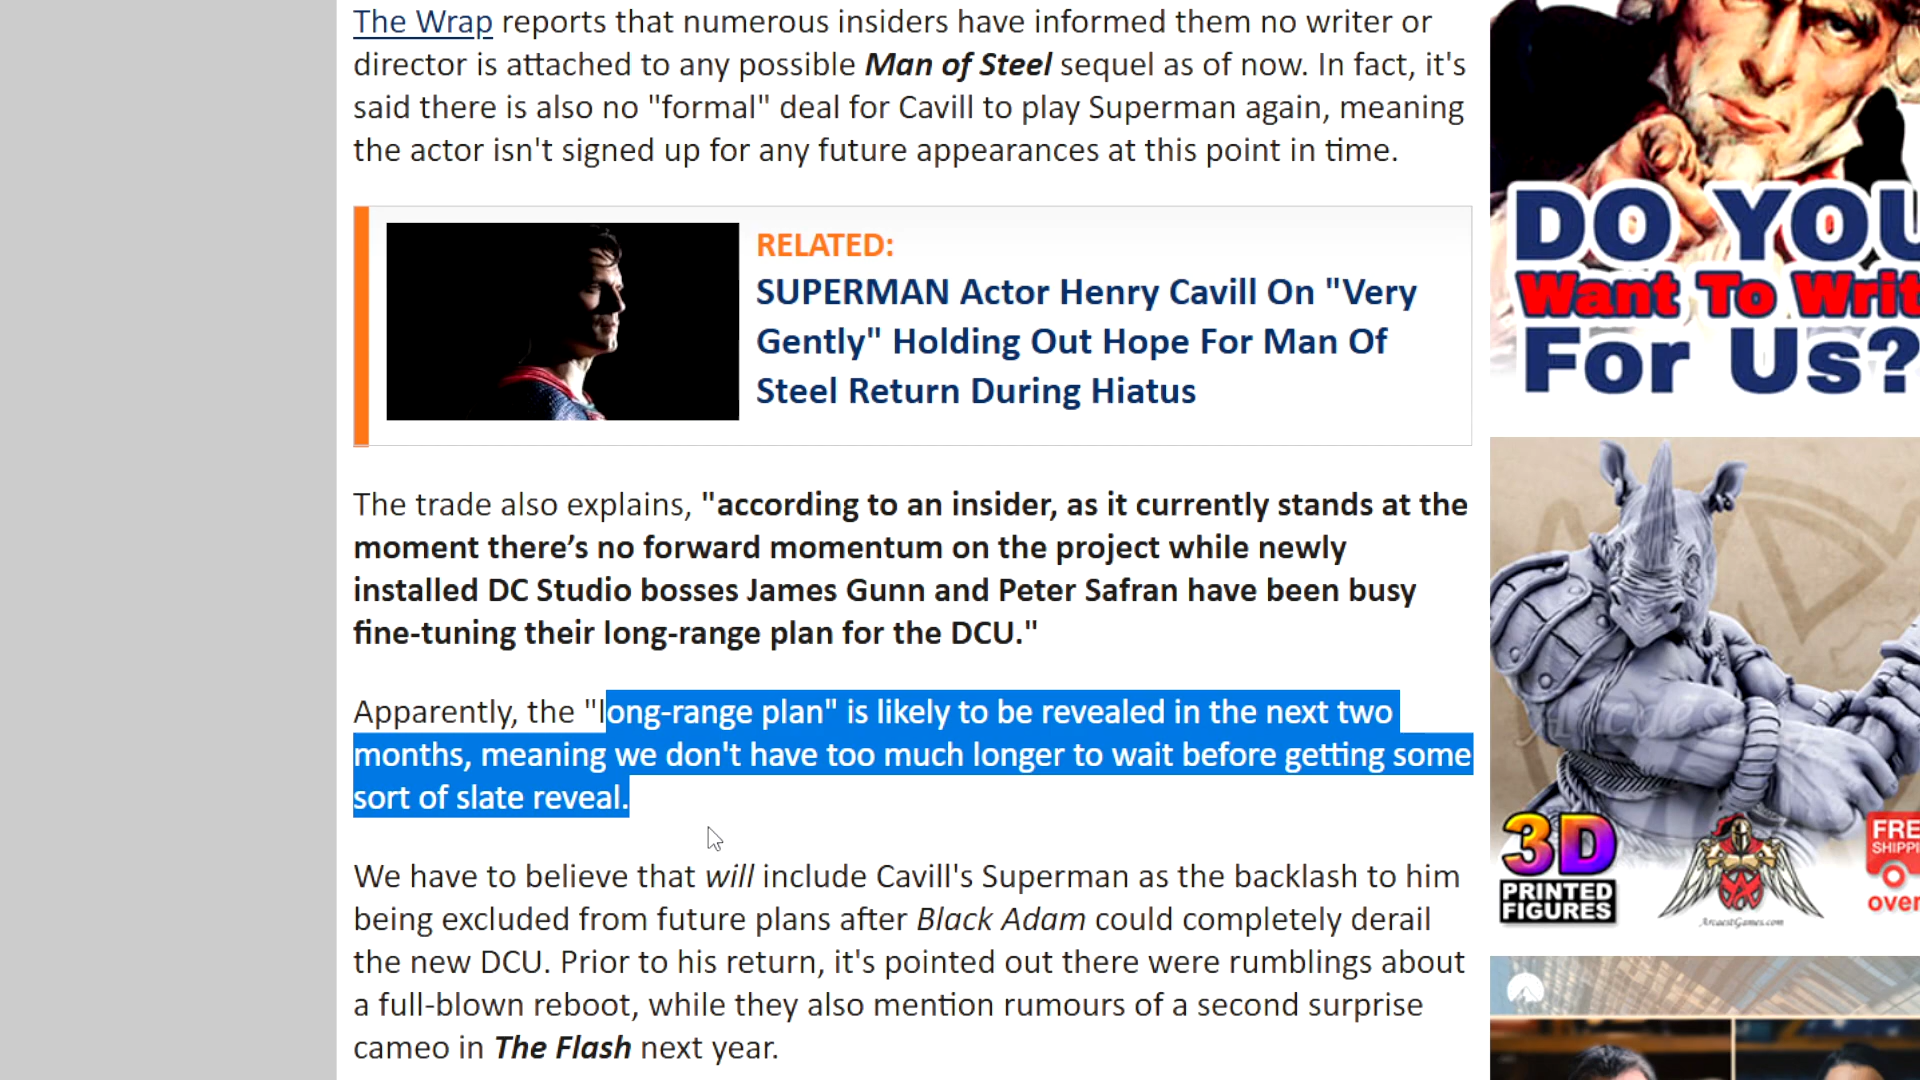 The Wrap reports that numerous insiders have informed them no writer or
director is attached to any possible Man of Steel sequel as of now. In fact, it's
said there is also no "formal" deal for Cavill to play Superman again, meaning
the actor isn't signed up for any future appearances at this point in time.
RELATED:
SUPERMAN Actor Henry Cavill On "Very
Gently" Holding Out Hope For Man Of
Steel Return During Hiatus
The trade also explains, "according to an insider, as it currently stands at the
moment there’s no forward momentum on the project while newly
installed DC Studio bosses James Gunn and Peter Safran have been busy
fine-tuning their long-range plan for the DCU."
Apparently, the "long-range plan" is likely to be revealed in the next two
months, meaning we don't have too much longer to wait before getting some
sort of slate reveal.
We have to believe that will include Cavill's Superman as the backlash to him
being excluded from future plans after Black Adam could completely derail
the new DCU. Prior to his return, it's pointed out there were rumblings about
a full-blown reboot, while they also mention rumours of a second surprise
cameo in The Flash next year.
DO YOU
Want To Writ
For Us?
3D
PRINTED
FIGURES
ArcaestGames.com
FRE
SHIPPI
over